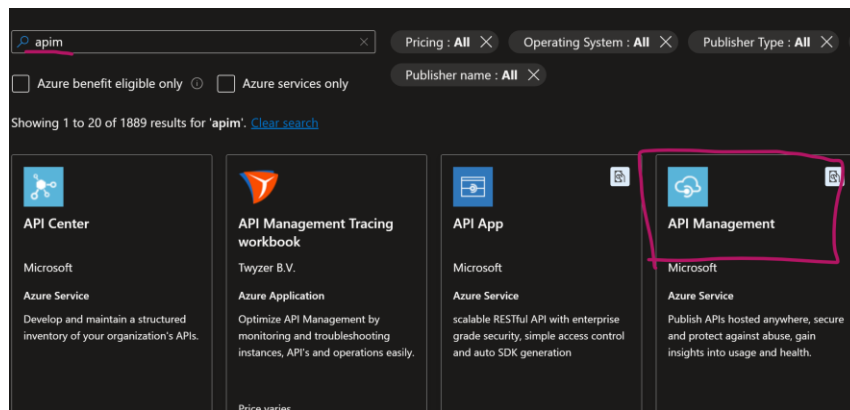 apim
Pricing : All
Operating System : All
Publisher Type : All
Azure benefit eligible only
Azure services only
Publisher name : All
Showing 1 to 20 of 1889 results for 'apim'. Clear search
API Center
Microsoft
Azure Service
Develop and maintain a structured
inventory of your organization's APIs.
API Management Tracing
workbook
Twyzer B.V.
Azure Application
Optimize API Management by
monitoring and troubleshooting
instances, API's and operations easily.
Price varies
API App
Microsoft
Azure Service
scalable RESTful API with enterprise
grade security, simple access control
and auto SDK generation
API Management
Microsoft
Azure Service
Publish APIs hosted anywhere, secure
and protect against abuse, gain
insights into usage and health.